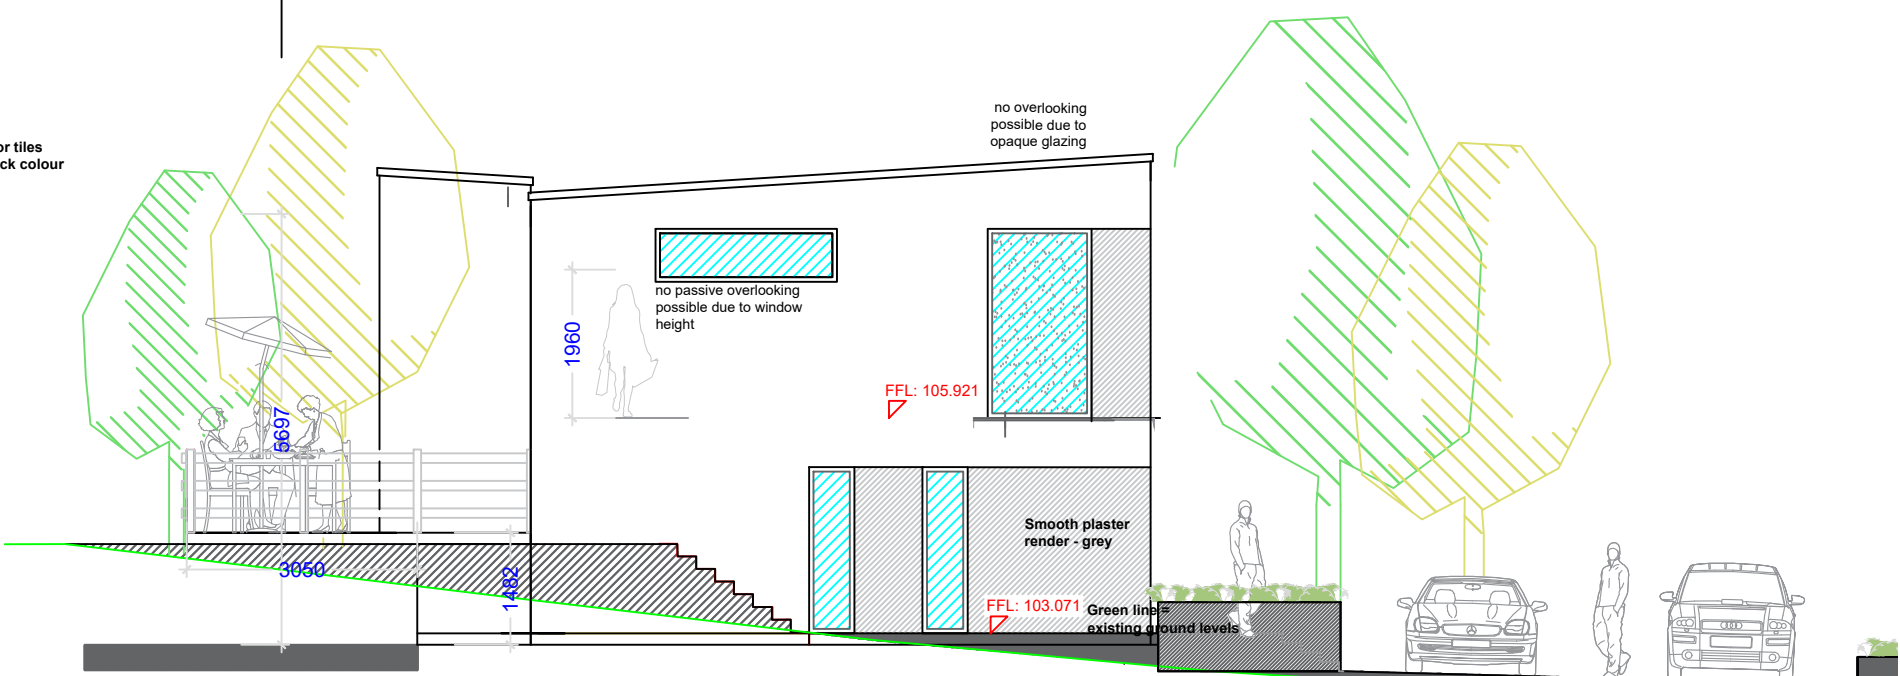 or tiles
ck colour
no overlooking
possible due to
opaque glazing
no passive overlooking
possible due to window
height
1960
FFL: 105.921
5697
Smooth plaster
render - grey
3050
1482
FFL: 103.071
Green line =
existing ground levels